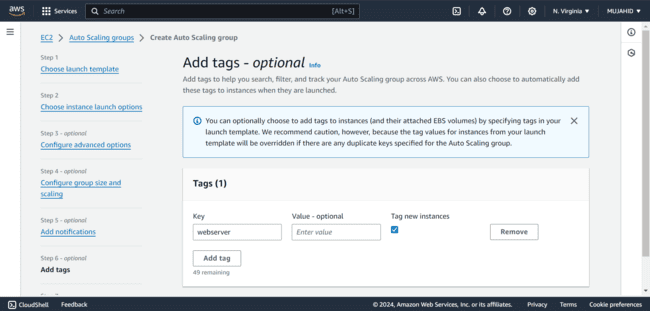 aws
Services
Search
[Alt+S]
N. Virginia
MUJAHID
EC2 > Auto Scaling groups > Create Auto Scaling group
Step 1
Choose launch template
Step 2
Choose instance launch options
Step 3 - optional
Configure advanced options
Step 4 - optional
Configure group size and
scaling
Step 5 - optional
Add notifications
Step 6 - optional
Add tags
Add tags - optional Info
Add tags to help you search, filter, and track your Auto Scaling group across AWS. You can also choose to automatically add
these tags to instances when they are launched.
You can optionally choose to add tags to instances (and their attached EBS volumes) by specifying tags in your
launch template. We recommend caution, however, because the tag values for instances from your launch
template will be overridden if there are any duplicate keys specified for the Auto Scaling group.
Tags (1)
Key
Value - optional
Tag new instances
webserver
Enter value
Remove
Add tag
49 remaining
CloudShell
Feedback
© 2024, Amazon Web Services, Inc. or its affiliates.
Privacy
Terms
Cookie preferences